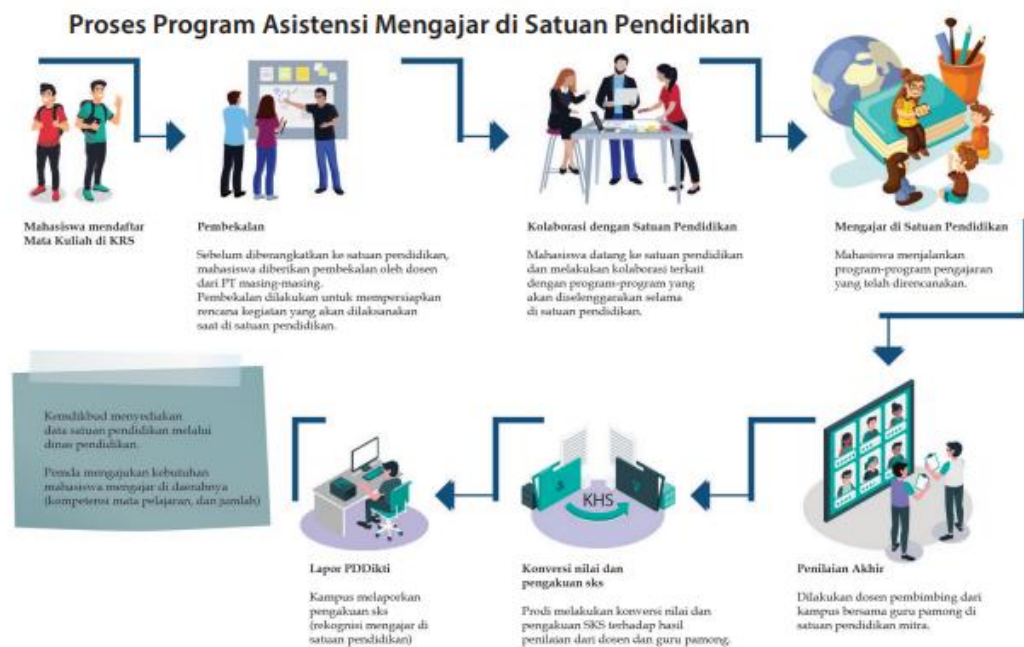 Proses Program Asistensi Mengajar di Satuan Pendidikan
Mahasiswa mendaftar
Mata Kuliah di KRS
Pembekalan
Sebelum diberangkatkan ke satuan pendidikan,
mahasiswa diberikan pembekalan oleh dosen
dari PT masing-masing.
Pembekalan dilakukan untuk mempersiapkan
rencana kegiatan yang akan dilaksanakan
saat di satuan pendidikan.
Kolaborasi dengan Satuan Pendidikan
Mahasiswa datang ke satuan pendidikan
dan melakukan kolaborasi terkait
dengan program-program yang
akan diselenggarakan selama
di satuan pendidikan.
Mengajar di Satuan Pendidikan
Mahasiswa menjalankan
program-program pengajaran
yang telah direncanakan.
Kemdikbud menyediakan
data satuan pendidikan melalui
dinas pendidikan.
Pemda mengajukan kebutuhan
mahasiswa mengajar di daerahnya
(kompetensi mata pelajaran, dan jumlah)
Lapor PDDikti
Kampus melaporkan
pengakuan sks
(rekognisi mengajar di
satuan pendidikan)
KHS
Konversi nilai dan
pengakuan sks
Prodi melakukan konversi nilai dan
pengakuan SKS terhadap hasil
penilaian dari dosen dan guru pamong.
Penilaian Akhir
Dilakukan dosen pembimbing dari
kampus bersama guru pamong di
satuan pendidikan mitra.